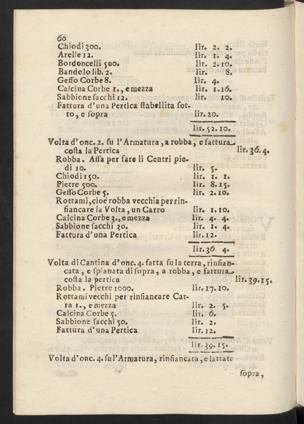 60
Chiodi 300. lir. 2. 2.
Arelle 12. lir. 1. 4.
Bordoncelli 500. lir. 2. 10.
Bandolo lib. 2. lir. 8.
Gesso Corbe 8. lir. 4.
Calcina Corbe 1., e mezza lir. 1. 16.
Sabbione sacchi 12. lir. 10.
Fattura d'una Pertica stabellita sot-
to, e sopra lir. 20.
lir. 52. 10.
Volta d'onc. 2. su l'Armatura, a robba, e fattura
costa la Pertica lir. 36. 4.
Robba. Assa per fare li Centri pie-
di 10. lir. 5.
Chiodi 150. lir. 1. 1.
Pietre 500. lir. 8. 15.
Gesso Corbe 5. lir. 2. 10.
Rottami, cioè robba vecchia per rin-
fiancare la Volta, un Carro lir. 1. 10.
Calcina Corbe 3., e mezza lir. 4. 4.
Sabbione sacchi 30. lir. 1. 4.
Fattura d'una Pertica lir. 12.
lir. 36 4.
Volta di Cantina d'onc. 4. fatta su la terra, rinfian-
cata, e spianata di sopra, a robba, e fattura
costa la pertica lir. 39. 15.
Robba. Pietre 1000. lir. 17. 10.
Rottami vecchi per rinfiancare Car-
ra 1., e mezza lir. 2. 5.
Calcina Corbe 5. lir. 6.
Sabbione sacchi 50. lir. 2.
Fattura d'una Pertica lir. 12.
lir. 39. 15.
Volta d'onc. 4. su l'Armatura, rinfiancata, e lattate
sopra,